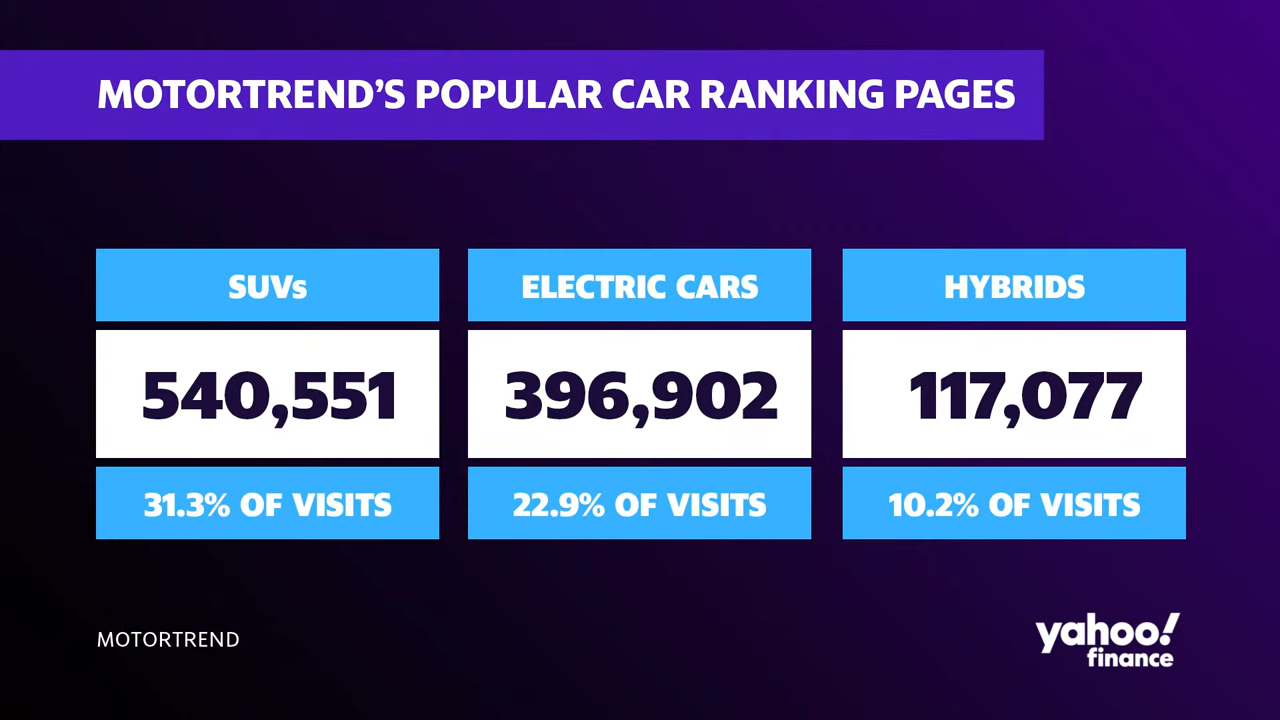 MOTORTREND’S POPULAR CAR RANKING PAGES
SUVs
ELECTRIC CARS
HYBRIDS
540,551
396,902
117,077
31.3% OF VISITS
22.9% OF VISITS
10.2% OF VISITS
MOTORTREND
yahoo!
finance